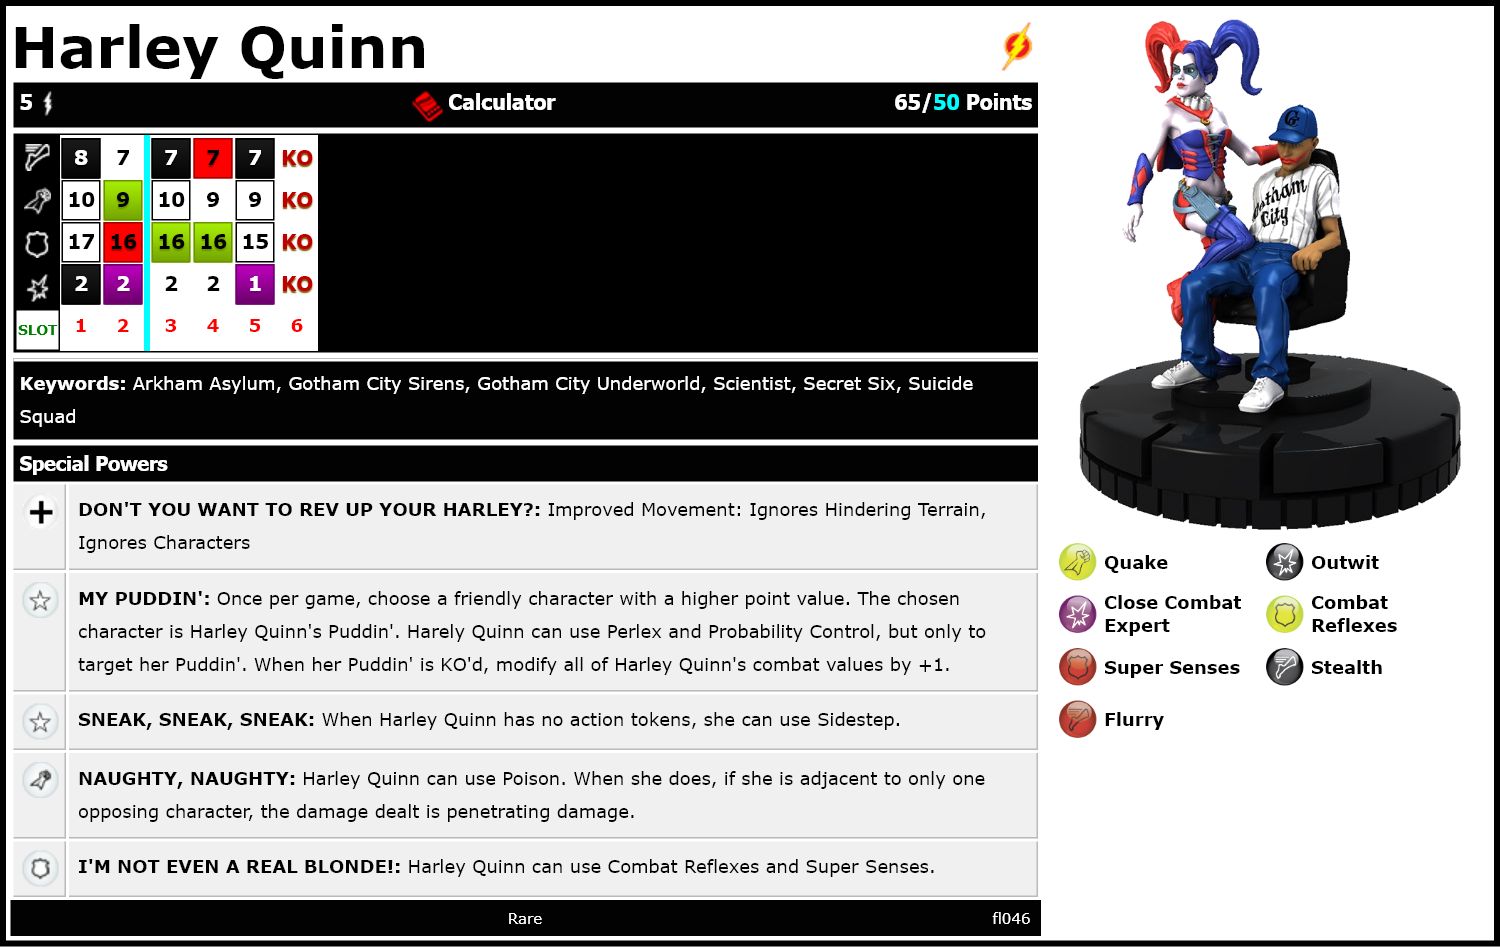 Harley Quinn
5 Calculator 65/50 Points
8 7 7 7 7 KO
10 9 10 9 9 KO
17 16 16 16 15 KO
2 2 2 2 1 KO
SLOT 1 2 3 4 5 6
Keywords: Arkham Asylum, Gotham City Sirens, Gotham City Underworld, Scientist, Secret Six, Suicide
Squad
Special Powers
DON'T YOU WANT TO REV UP YOUR HARLEY?: Improved Movement: Ignores Hindering Terrain,
Ignores Characters
MY PUDDIN': Once per game, choose a friendly character with a higher point value. The chosen
character is Harley Quinn's Puddin'. Harely Quinn can use Perlex and Probability Control, but only to
target her Puddin'. When her Puddin' is KO'd, modify all of Harley Quinn's combat values by +1.
SNEAK, SNEAK, SNEAK: When Harley Quinn has no action tokens, she can use Sidestep.
NAUGHTY, NAUGHTY: Harley Quinn can use Poison. When she does, if she is adjacent to only one
opposing character, the damage dealt is penetrating damage.
I'M NOT EVEN A REAL BLONDE!: Harley Quinn can use Combat Reflexes and Super Senses.
Rare fl046
G
Gotham
City
Quake Outwit
Close Combat
Expert
Combat
Reflexes
Super Senses Stealth
Flurry